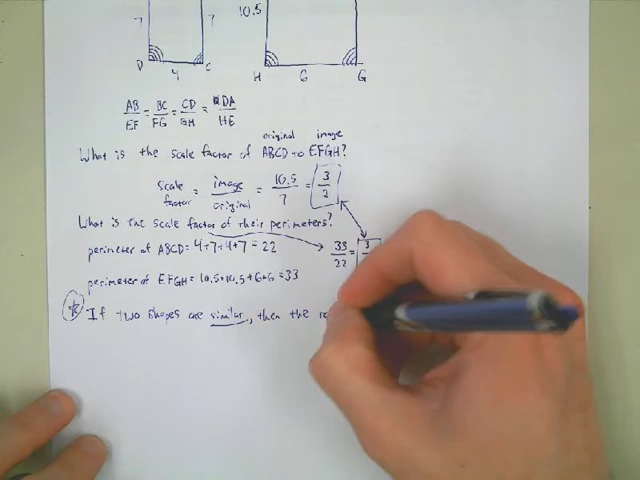 7 7 10.5
D 4 C H 6 G
AB/EF = BC/FG = CD/GH = DA/HE
original image
What is the scale factor of ABCD to EFGH?
scale factor = image/original = 10.5/7 = 3/2
What is the scale factor of their perimeters?
perimeter of ABCD = 4+7+4+7 = 22
33/22 = 3
perimeter of EFGH = 10.5+10.5+6+6 = 33
* If two shapes are similar, then the